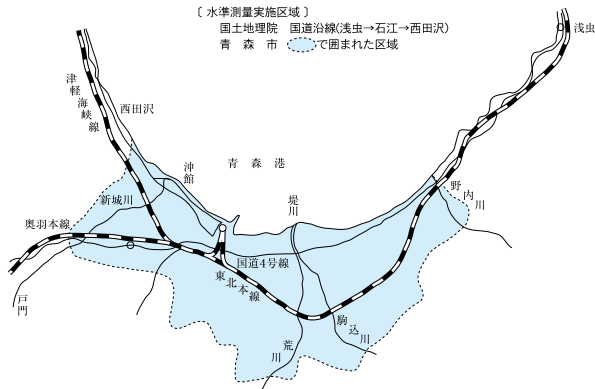 〔 水準測量実施区域 〕
国土地理院 国道沿線(浅虫→石江→西田沢)
青 森 市 で囲まれた区域
浅虫
津軽海峡線
西田沢
沖館
青 森 港
堤川
野内川
新城川
奥羽本線
国道4号線
東北本線
戸門
駒込川
荒川